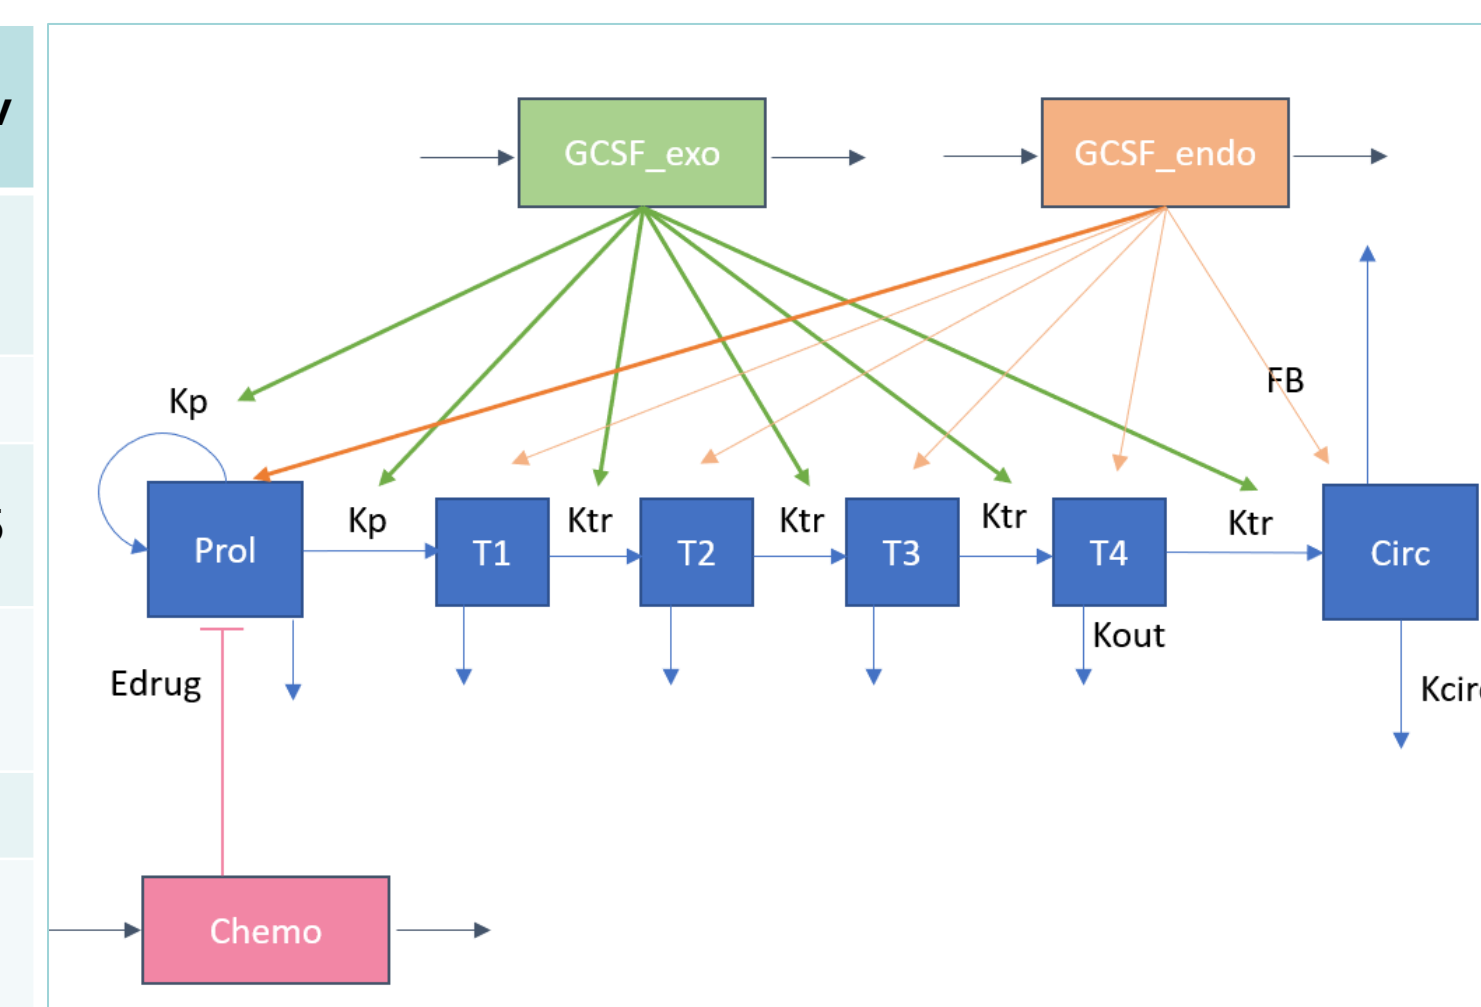 GCSF_exo
GCSF_endo
FB
Kp
Prol
Kp
T1
Ktr
T2
Ktr
T3
Ktr
T4
Ktr
Circ
Kout
Edrug
Chemo